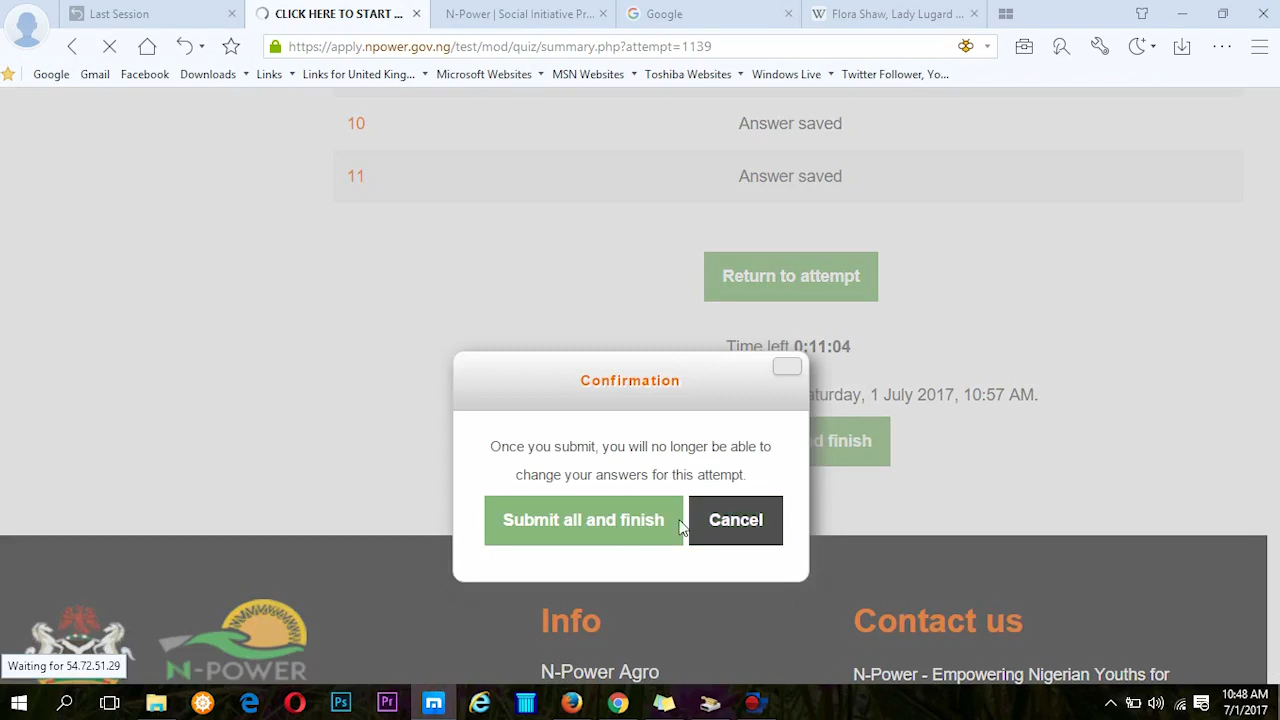 Last Session
CLICK HERE TO START ...
N-Power | Social Initiative Pr...
Google
Flora Shaw, Lady Lugard
https://apply.npower.gov.ng/test/mod/quiz/summary.php?attempt=1139
Google
Gmail
Facebook
Downloads
Links
Links for United King...
Microsoft Websites
MSN Websites
Toshiba Websites
Windows Live
Twitter Follower, Yo...
10
Answer saved
11
Answer saved
Return to attempt
Time left 0:11:04
aturday, 1 July 2017, 10:57 AM.
d finish
Confirmation
Once you submit, you will no longer be able to
change your answers for this attempt.
Submit all and finish
Cancel
Info
Contact us
N-POWER
N-Power Agro
N-Power - Empowering Nigerian Youths for
Waiting for 54.72.51.29
Ps
Pr
10:48 AM
7/1/2017